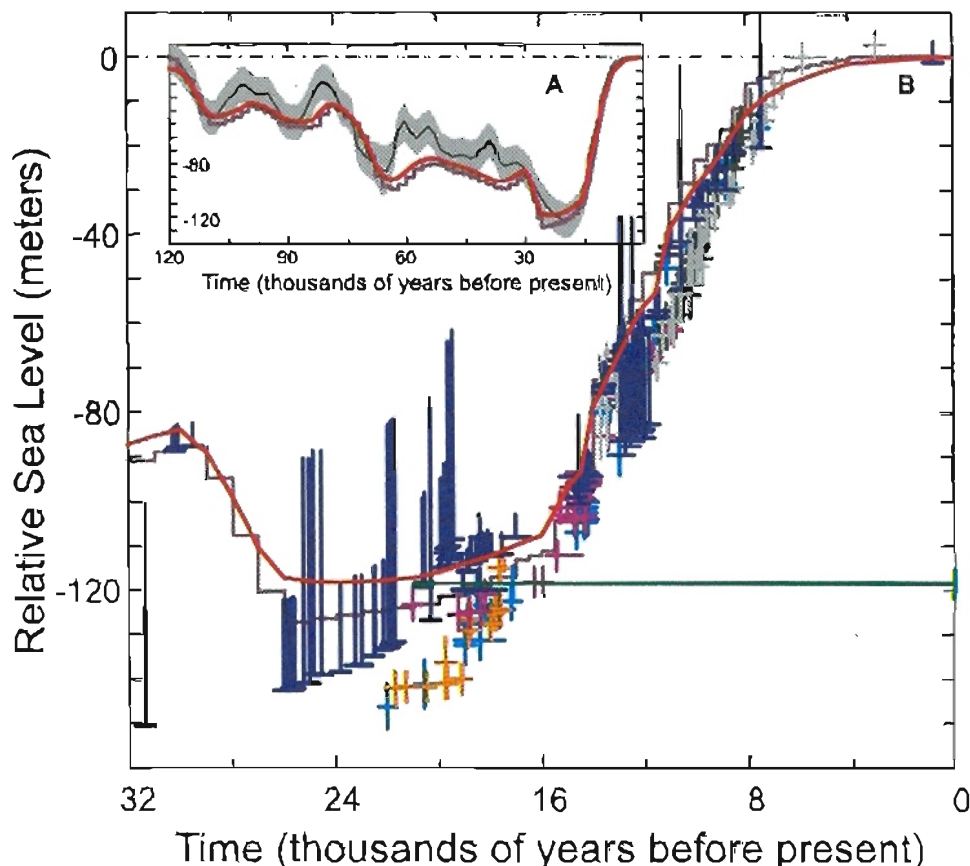 Relative Sea Level (meters)
0
-40
-80
-120
A
-80
-120
120 90 60 30
Time (thousands of years before present)
B
32 24 16 8 0
Time (thousands of years before present)